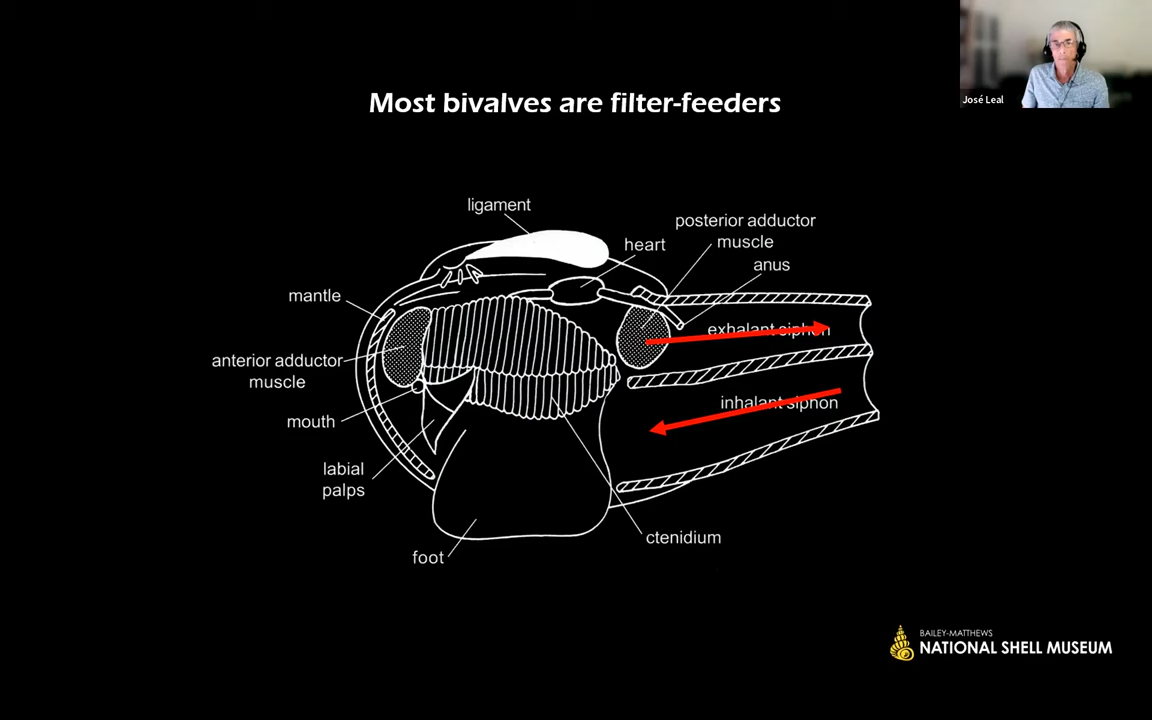 José Leal
Most bivalves are filter-feeders
ligament
posterior adductor
muscle
heart
anus
mantle
exhalant siphon
anterior adductor
muscle
inhalant siphon
mouth
labial
palps
ctenidium
foot
BAILEY-MATTHEWS
NATIONAL SHELL MUSEUM